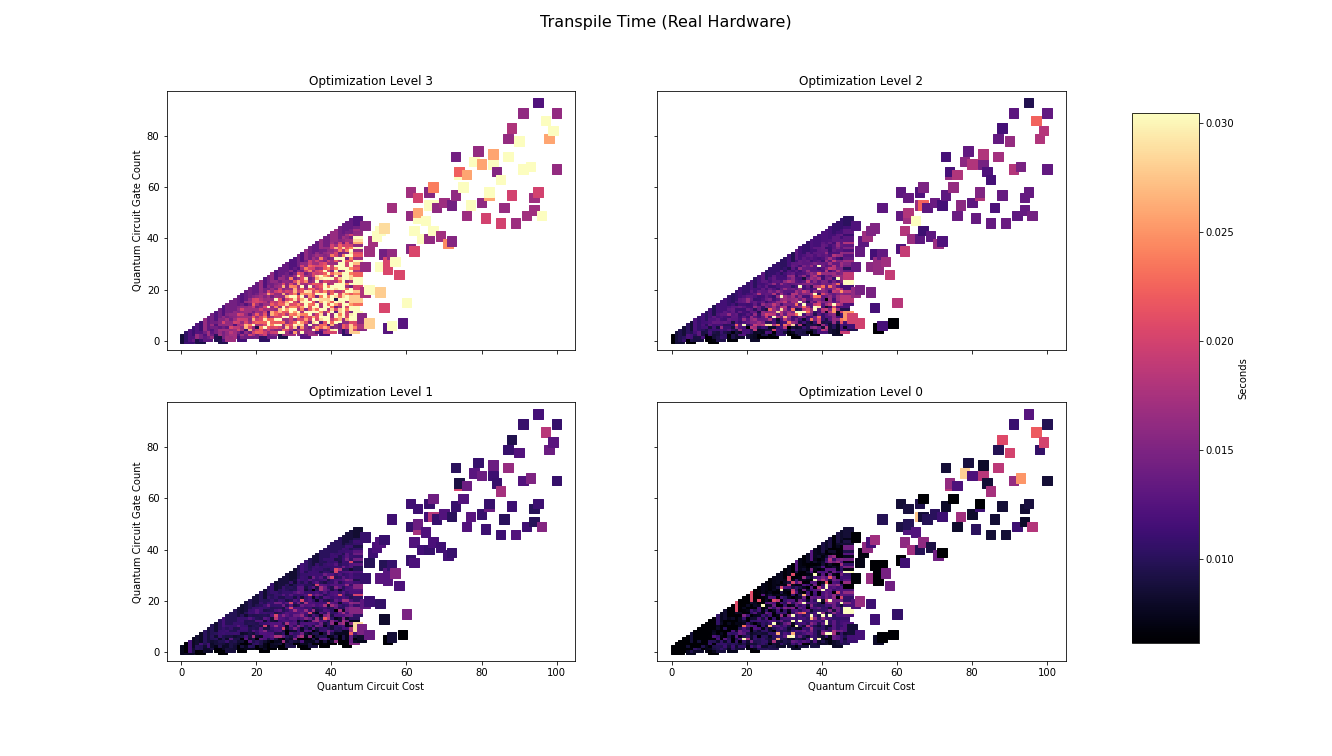 Transpile Time (Real Hardware)
Optimization Level 3
Optimization Level 2
Quantum Circuit Gate Count
80
60
40
20
0
Optimization Level 1
Optimization Level 0
Quantum Circuit Gate Count
80
60
40
20
0
0 20 40 60 80 100
Quantum Circuit Cost
0 20 40 60 80 100
Quantum Circuit Cost
0.030
0.025
0.020
0.015
0.010
Seconds